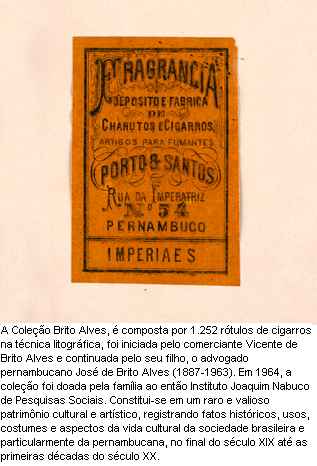 FRAGRANCIA
DEPOSITO E FABRICA
DE
CHARUTOS E CIGARROS
ARTIGOS PARA FUMANTES
PORTO & SANTOS
RUA DA IMPERATRIZ
Nº 54
PERNAMBUCO
IMPERIAES
A Coleção Brito Alves, é composta por 1.252 rótulos de cigarros
na técnica litográfica, foi iniciada pelo comerciante Vicente de
Brito Alves e continuada pelo seu filho, o advogado
pernambucano José de Brito Alves (1887-1963). Em 1964, a
coleção foi doada pela família ao então Instituto Joaquim Nabuco
de Pesquisas Sociais. Constitui-se em um raro e valioso
patrimônio cultural e artístico, registrando fatos históricos, usos,
costumes e aspectos da vida cultural da sociedade brasileira e
particularmente da pernambucana, no final do século XIX até as
primeiras décadas do século XX.